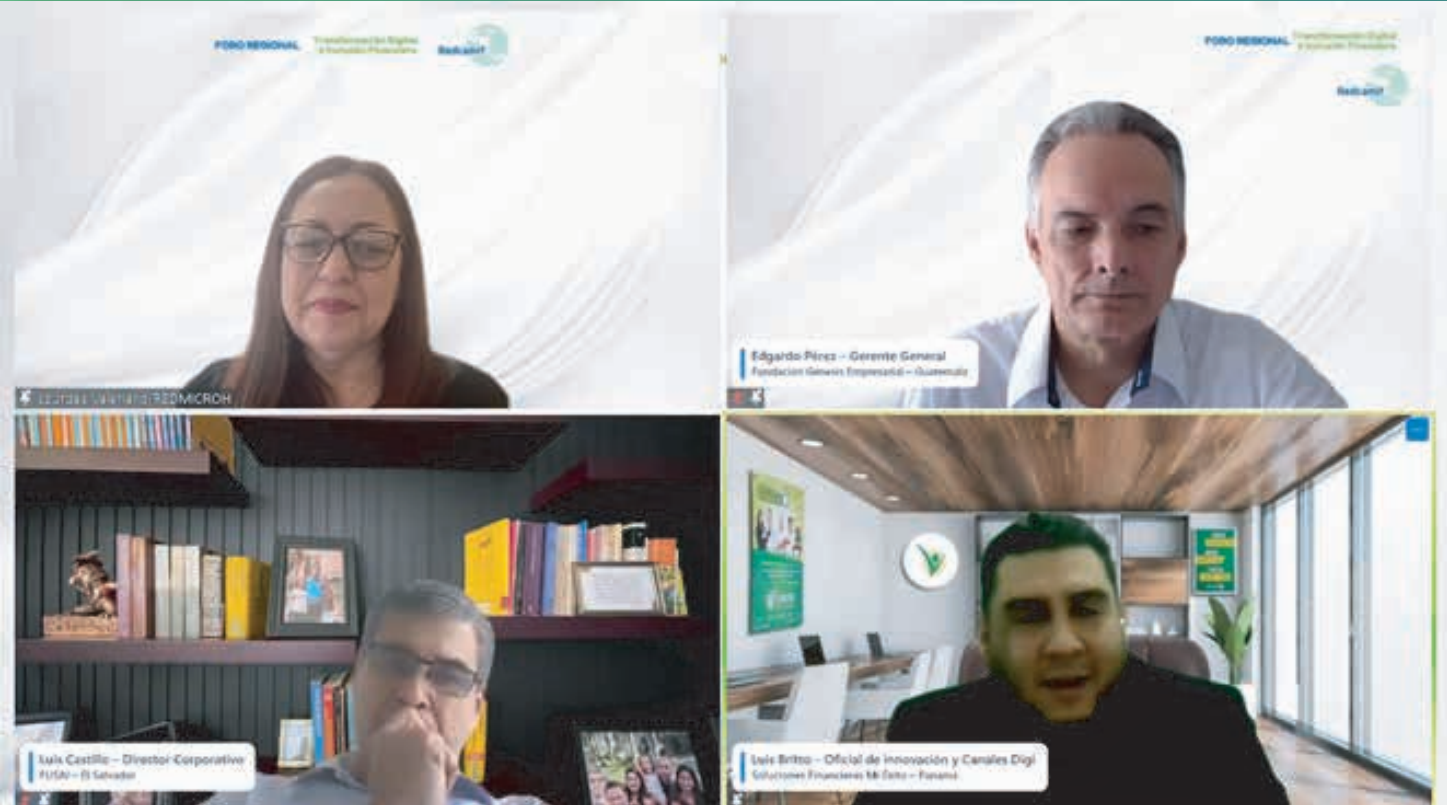 FORO REGIONAL
Transformación Digital
e Inclusión Financiera
Redcamif
FORO REGIONAL
Transformación Digital
e Inclusión Financiera
Redcamif
Edgardo Pérez – Gerente General
Fundación Génesis Empresarial – Guatemala
REDMICROH
Luis Castillo – Director Corporativo
FUSAI – El Salvador
Luis Britto – Oficial de Innovación y Canales Digi
Soluciones Financieras Mi Éxito – Panamá